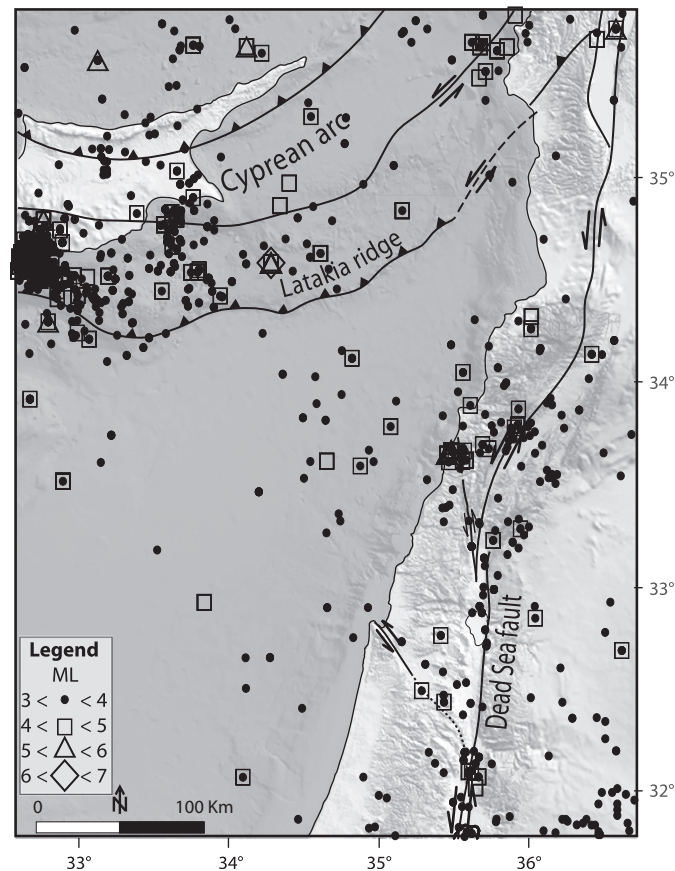 Cyprean arc
Latakia ridge
35°
34°
33°
32°
Dead Sea fault
Legend
ML
3 < < 4
4 < < 5
5 < < 6
6 < < 7
N
0 100 Km
33° 34° 35° 36°